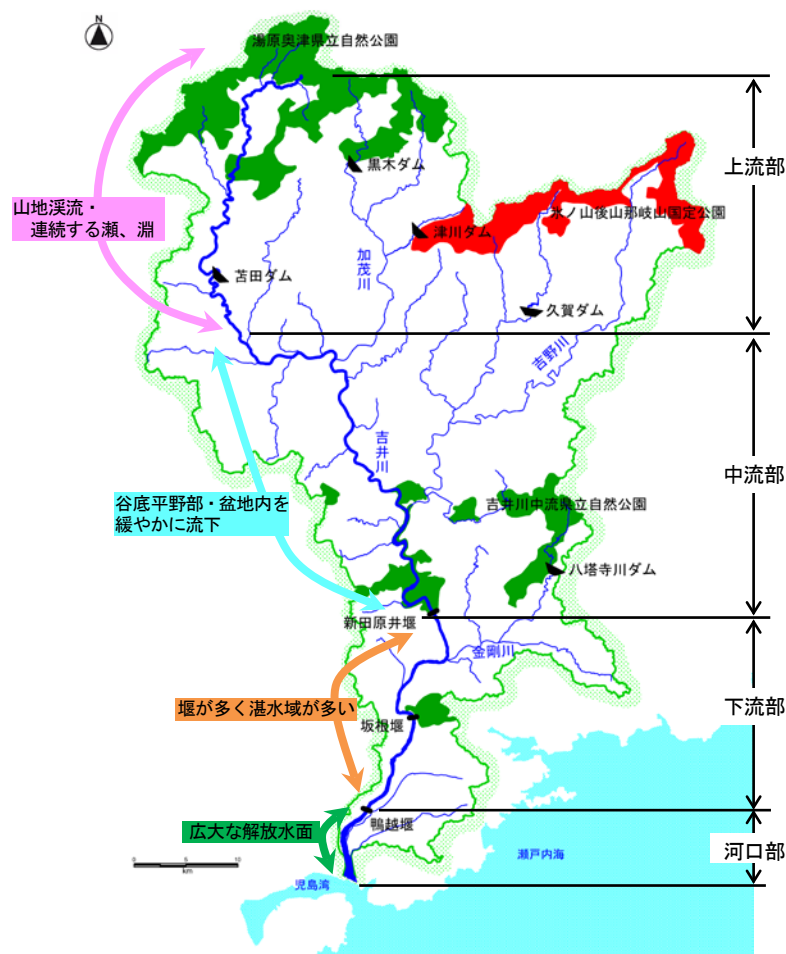 N
湯原奥津県立自然公園
上流部
黒木ダム
山地渓流・
連続する瀬、淵
氷ノ山後山那岐山国定公園
津川ダム
加茂川
苫田ダム
久賀ダム
吉野川
吉井川
中流部
谷底平野部・盆地内を
緩やかに流下
吉井川中流県立自然公園
八塔寺川ダム
新田原井堰
金剛川
堰が多く湛水域が多い
下流部
坂根堰
広大な解放水面
鴨越堰
河口部
瀬戸内海
0 5 10
km
児島湾